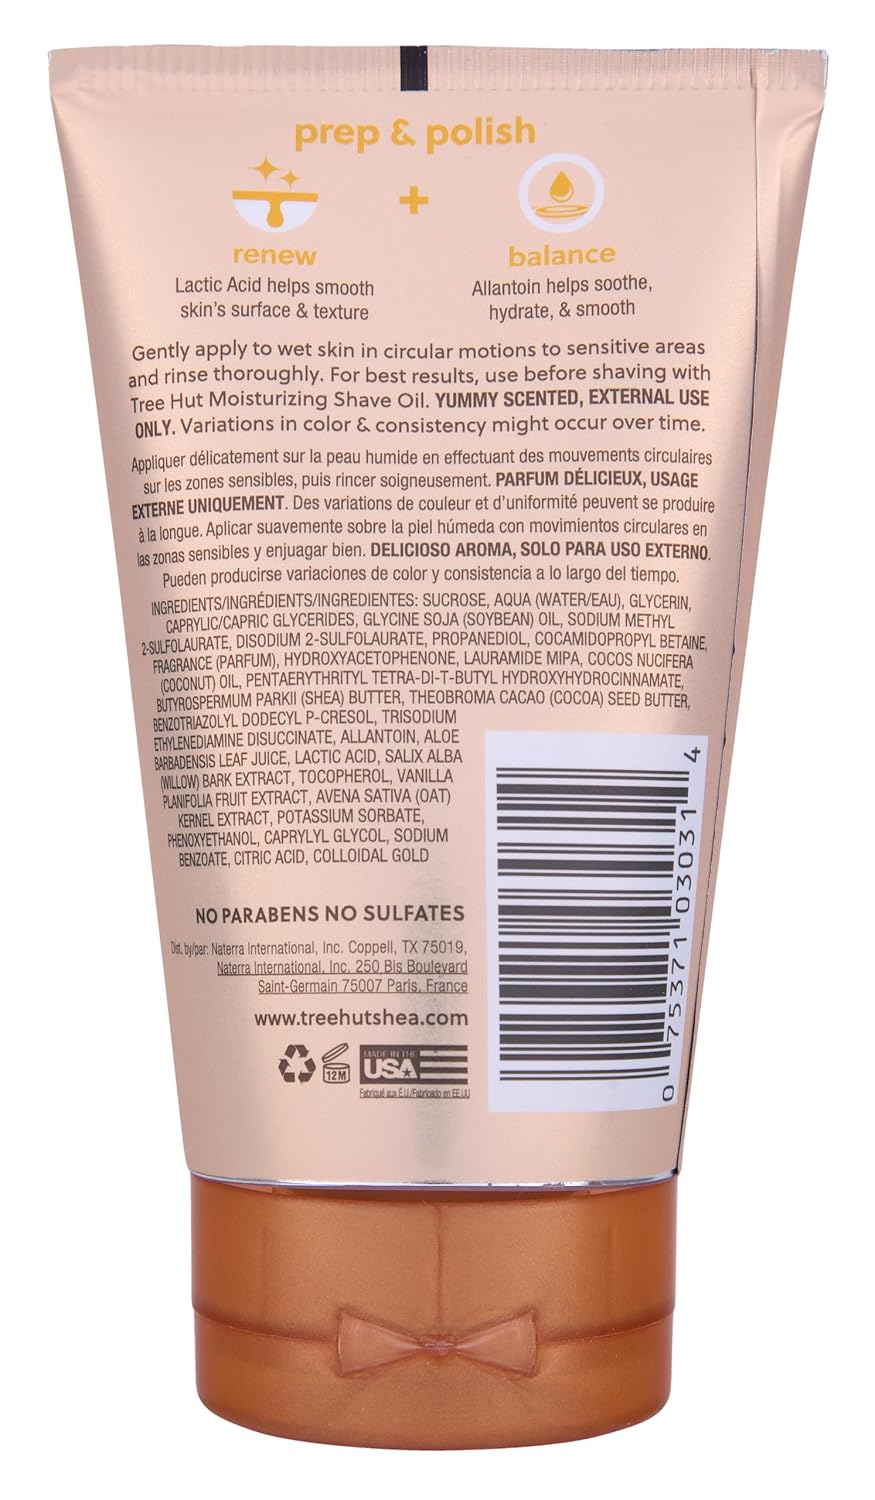 prep & polish
renew
+
balance
Lactic Acid helps smooth
skin's surface & texture
Allantoin helps soothe,
hydrate, & smooth
Gently apply to wet skin in circular motions to sensitive areas
and rinse thoroughly. For best results, use before shaving with
Tree Hut Moisturizing Shave Oil. YUMMY SCENTED, EXTERNAL USE
ONLY. Variations in color & consistency might occur over time.
Appliquer délicatement sur la peau humide en effectuant des mouvements circulaires
sur les zones sensibles, puis rincer soigneusement. PARFUM DÉLICIEUX, USAGE
EXTERNE UNIQUEMENT. Des variations de couleur et d'uniformité peuvent se produire
à la longue. Aplicar suavemente sobre la piel húmeda con movimientos circulares en
las zonas sensibles y enjuagar bien. DELICIOSO AROMA, SOLO PARA USO EXTERNO.
Pueden producirse variaciones de color y consistencia a lo largo del tiempo.
INGREDIENTS/INGRÉDIENTS/INGREDIENTES: SUCROSE, AQUA (WATER/EAU), GLYCERIN,
CAPRYLIC/CAPRIC GLYCERIDES, GLYCINE SOJA (SOYBEAN) OIL, SODIUM METHYL
2-SULFOLAURATE, DISODIUM 2-SULFOLAURATE, PROPANEDIOL, COCAMIDOPROPYL BETAINE,
FRAGRANCE (PARFUM), HYDROXYACETOPHENONE, LAURAMIDE MIPA, COCOS NUCIFERA
(COCONUT) OIL, PENTAERYTHRITYL TETRA-DI-T-BUTYL HYDROXYHYDROCINNAMATE,
BUTYROSPERMUM PARKII (SHEA) BUTTER, THEOBROMA CACAO (COCOA) SEED BUTTER,
BENZOTRIAZOLYL DODECYL P-CRESOL, TRISODIUM
ETHYLENEDIAMINE DISUCCINATE, ALLANTOIN, ALOE
BARBADENSIS LEAF JUICE, LACTIC ACID, SALIX ALBA
(WILLOW) BARK EXTRACT, TOCOPHEROL, VANILLA
PLANIFOLIA FRUIT EXTRACT, AVENA SATIVA (OAT)
KERNEL EXTRACT, POTASSIUM SORBATE,
PHENOXYETHANOL, CAPRYLYL GLYCOL, SODIUM
BENZOATE, CITRIC ACID, COLLOIDAL GOLD
NO PARABENS NO SULFATES
Dist. by/par: Naterra International, Inc. Coppell, TX 75019,
Naterra International, Inc. 250 Bis Boulevard
Saint-Germain 75007 Paris, France
www.treehutshea.com
12M
MADE IN THE
USA
Fabriqué aux É.U./Fabricado en EE.UU
0 75371 03031 4